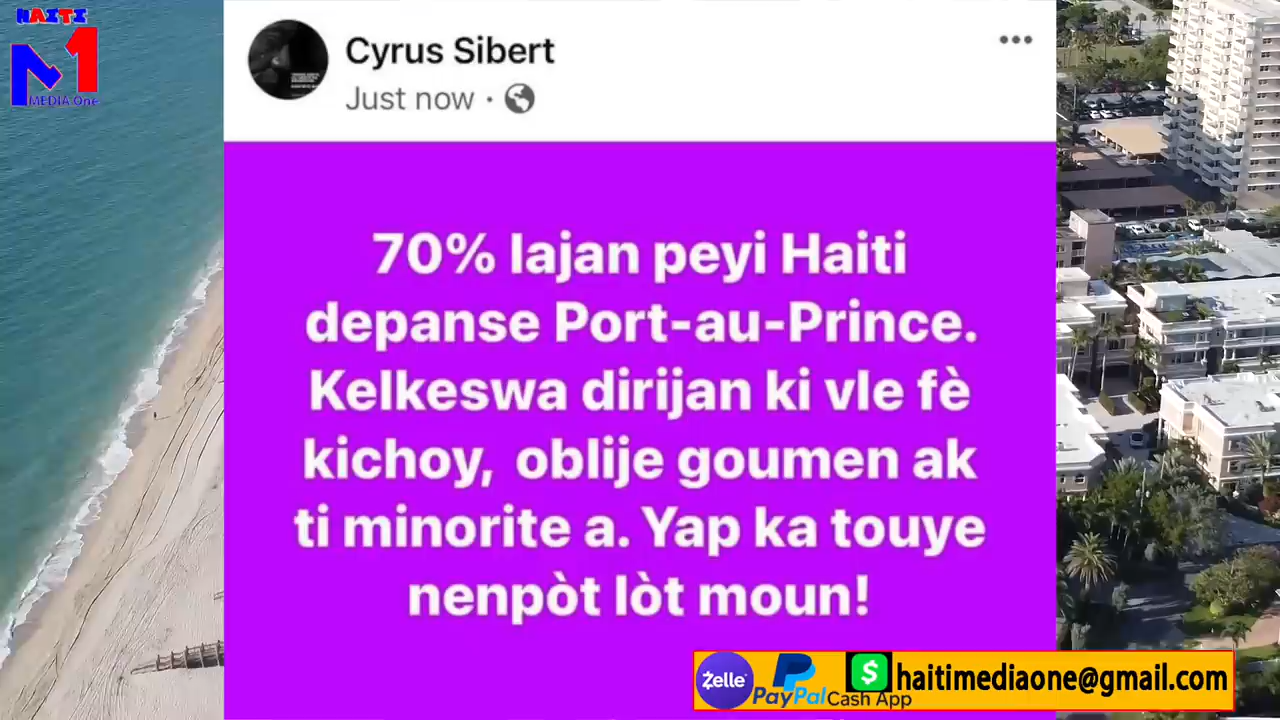 HAITI
M1
MEDIA One
Cyrus Sibert
Just now ·
70% lajan peyi Haiti
depanse Port-au-Prince.
Kelkeswa dirijan ki vle fè
kichoy, oblije goumen ak
ti minorite a. Yap ka touye
nenpòt lòt moun!
Zelle
PayPal
$
Cash App
haitimediaone@gmail.com